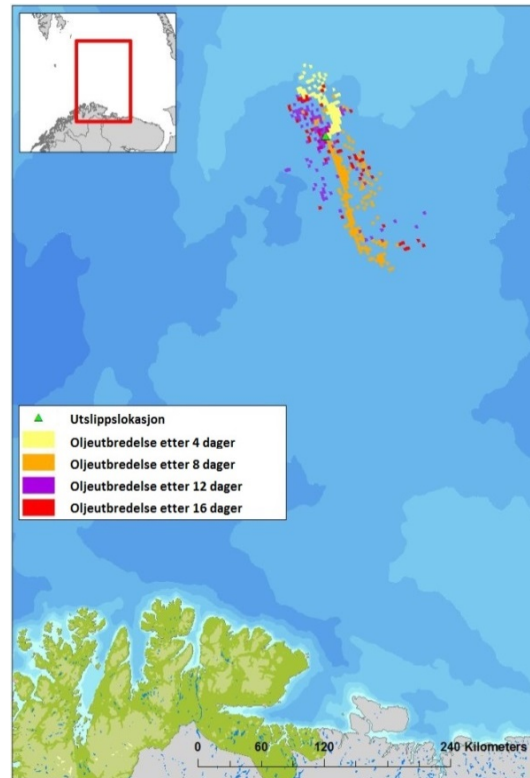 Utslippslokasjon
Oljeutbredelse etter 4 dager
Oljeutbredelse etter 8 dager
Oljeutbredelse etter 12 dager
Oljeutbredelse etter 16 dager
0 60 120 240 Kilometers